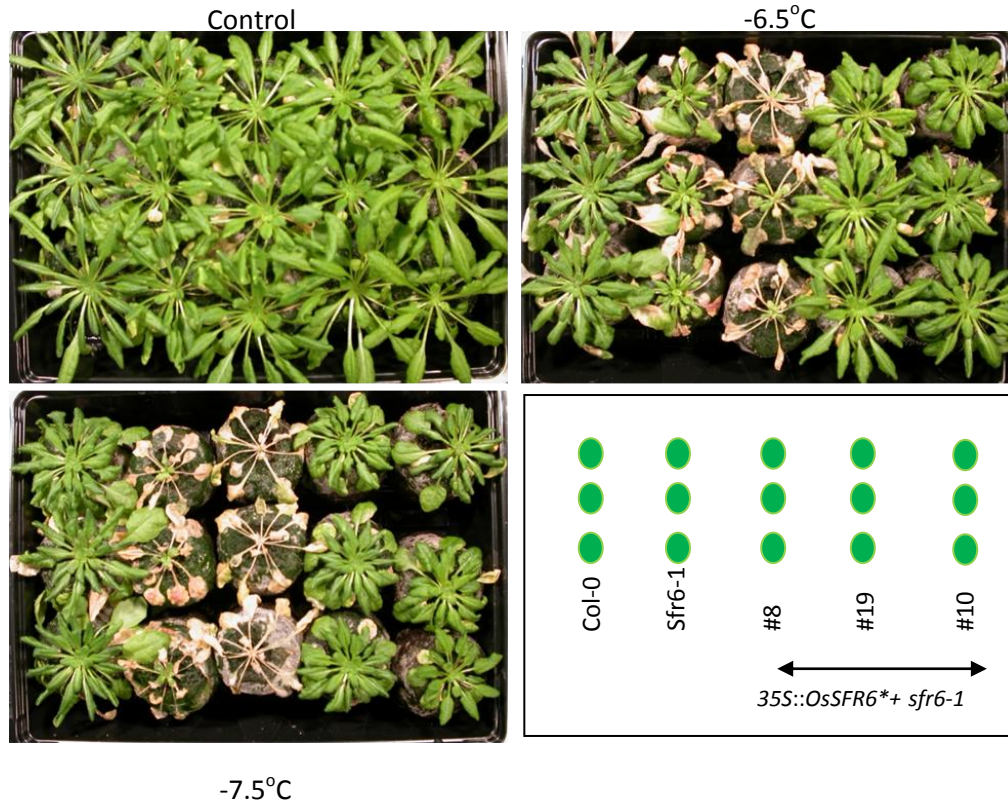 Control
-6.5°C
Col-0
Sfr6-1
#8
#19
#10
35S::OsSFR6*+ sfr6-1
-7.5°C